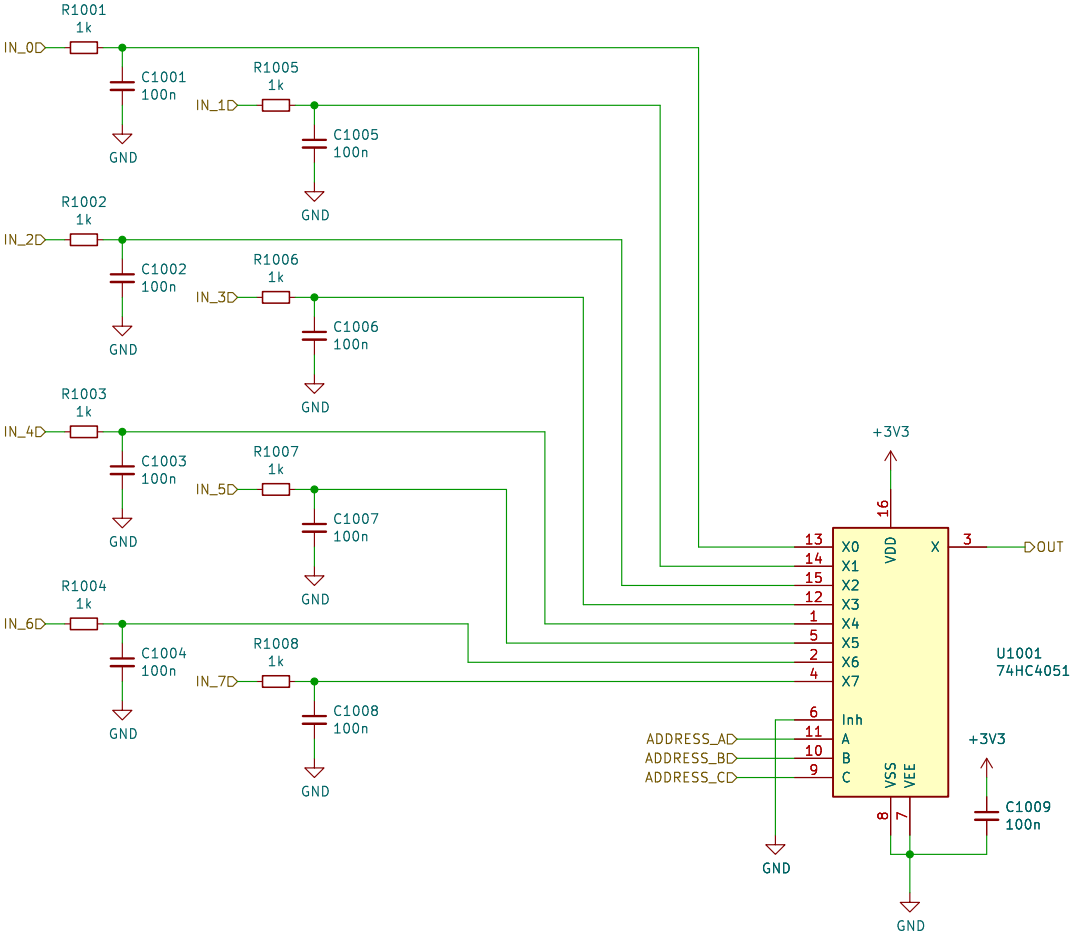 R1001
1k
IN_0
C1001
100n
GND
R1005
1k
IN_1
C1005
100n
GND
R1002
1k
IN_2
C1002
100n
GND
R1006
1k
IN_3
C1006
100n
GND
R1003
1k
IN_4
C1003
100n
GND
R1007
1k
IN_5
C1007
100n
GND
R1004
1k
IN_6
C1004
100n
GND
R1008
1k
IN_7
C1008
100n
GND
+3V3
16
VDD
13 X0
14 X1
15 X2
12 X3
1 X4
5 X5
2 X6
4 X7
6 Inh
ADDRESS_A 11 A
ADDRESS_B 10 B
ADDRESS_C 9 C
X 3 OUT
U1001
74HC4051
VSS
VEE
8
7
+3V3
C1009
100n
GND
GND